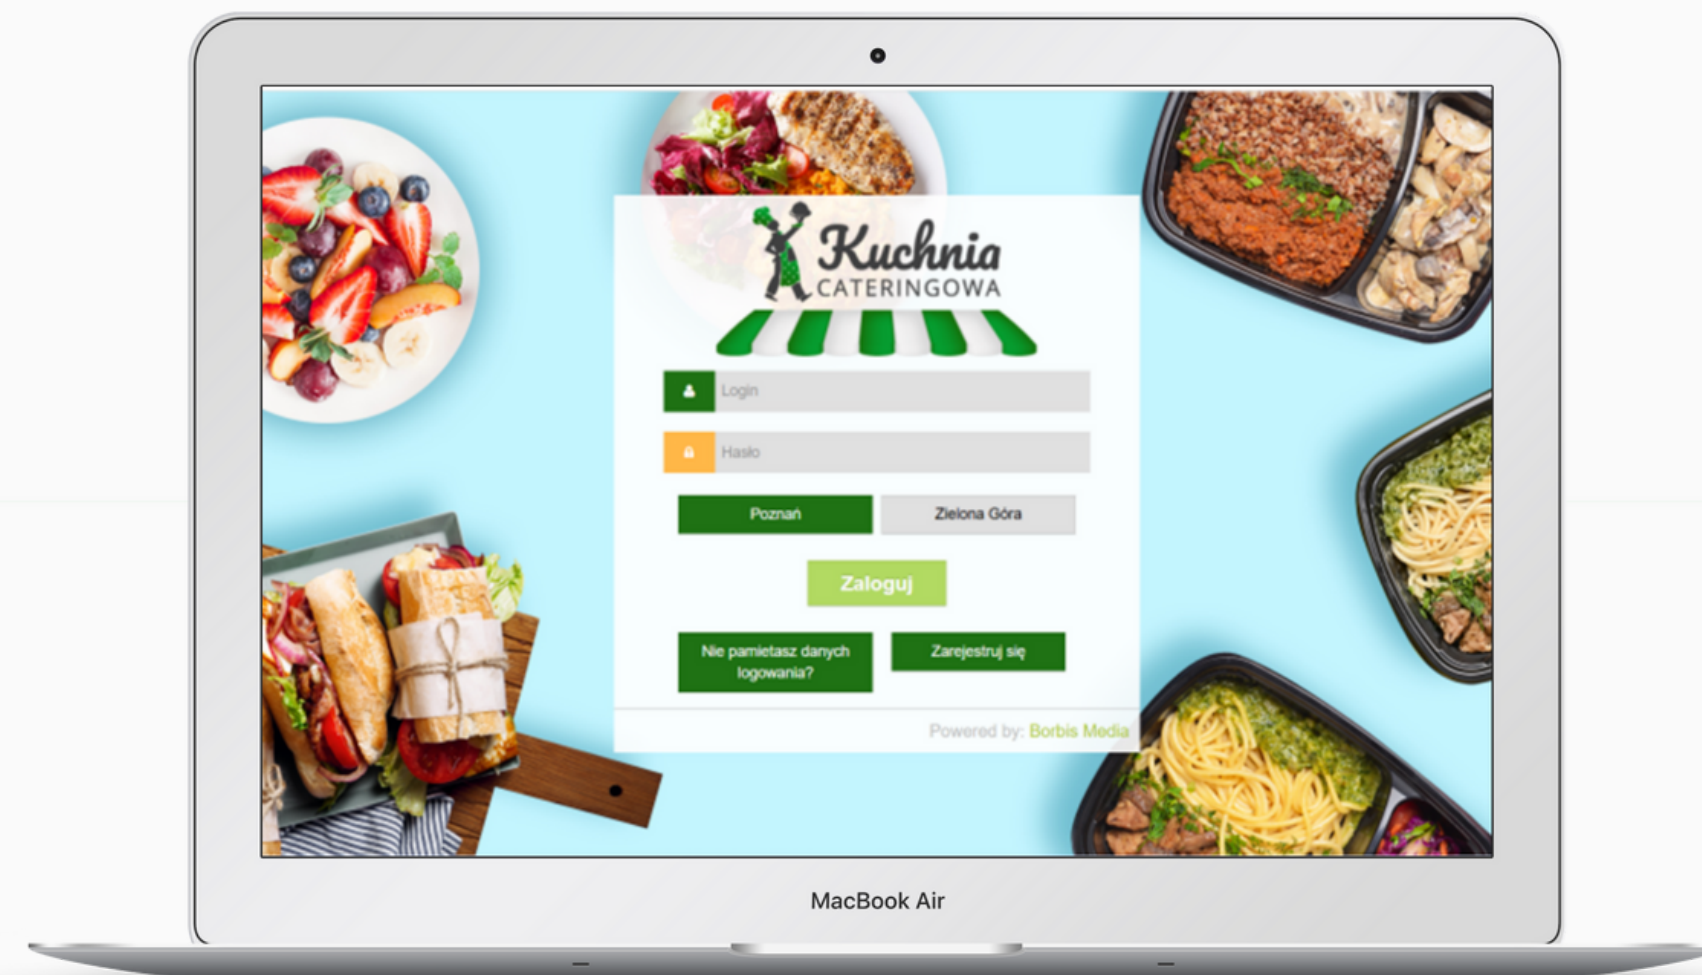 Kuchnia
CATERINGOWA
Login
Hasło
Poznań
Zielona Góra
Zaloguj
Nie pamietasz danych
logowania?
Zarejestruj się
Powered by: Borbis Media
MacBook Air